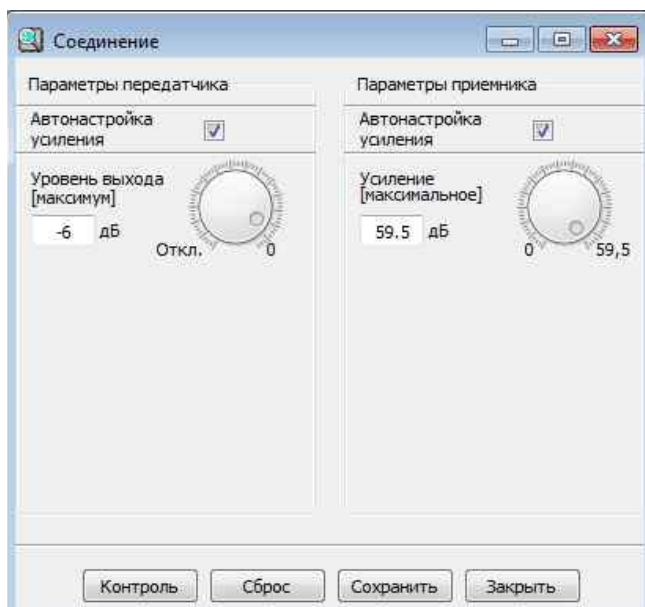 Соединение
Параметры передатчика
Автонастройка
усиления
Уровень выхода
[максимум]
-6 дБ
Откл. 0
Параметры приемника
Автонастройка
усиления
Усиление
[максимальное]
59.5 дБ
0 59,5
Контроль Сброс Сохранить Закрыть